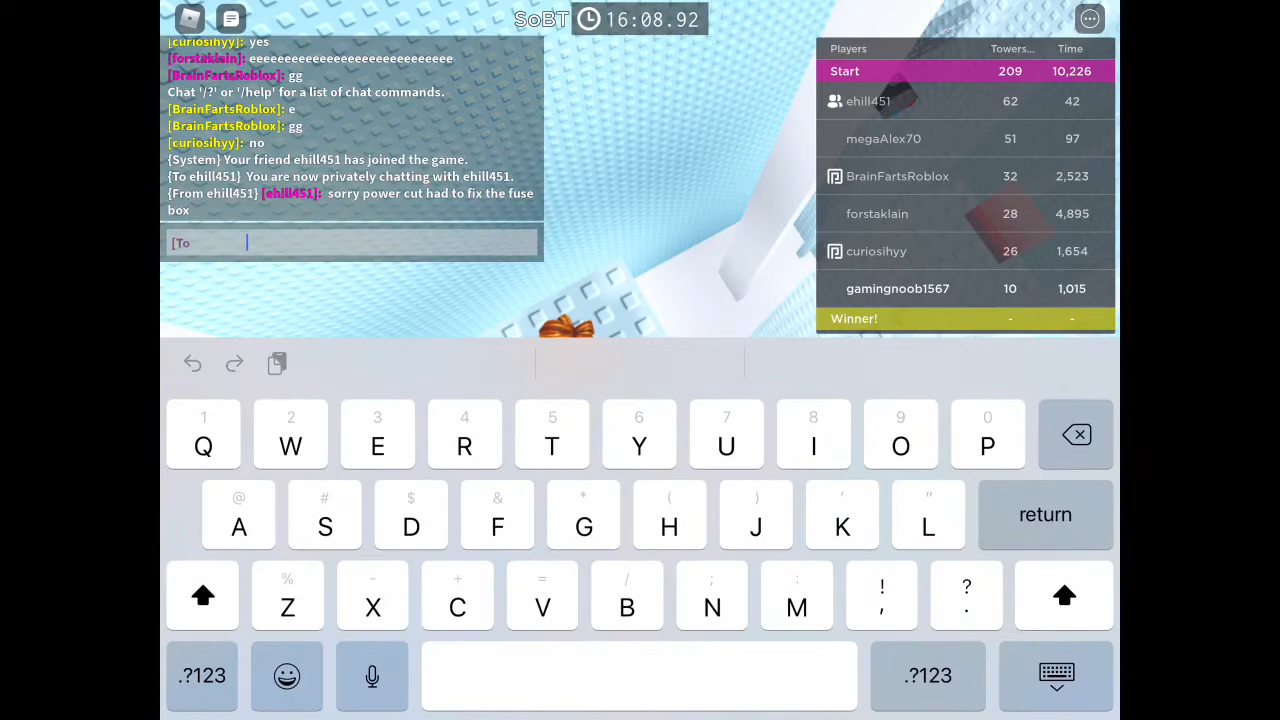 SoBT 16:08.92
[curiosihyy]: yes
[forstaklain]: eeeeeeeeeeeeeeeeeeeeeeeeeeeee
[BrainFartsRoblox]: gg
Chat '/?' or '/help' for a list of chat commands.
[BrainFartsRoblox]: e
[BrainFartsRoblox]: gg
[curiosihyy]: no
{System} Your friend ehill451 has joined the game.
{To ehill451} You are now privately chatting with ehill451.
{From ehill451} [ehill451]: sorry power cut had to fix the fuse
box
[To
Players Towers... Time
Start 209 10,226
ehill451 62 42
megaAlex70 51 97
BrainFartsRoblox 32 2,523
forstaklain 28 4,895
curiosihyy 26 1,654
gamingnoob1567 10 1,015
Winner! - -
1 2 3 4 5 6 7 8 9 0
Q W E R T Y U I O P
@ # $ & * ( ) ' "
A S D F G H J K L return
% - + = / ; : ! ?
Z X C V B N M , .
.?123 .?123